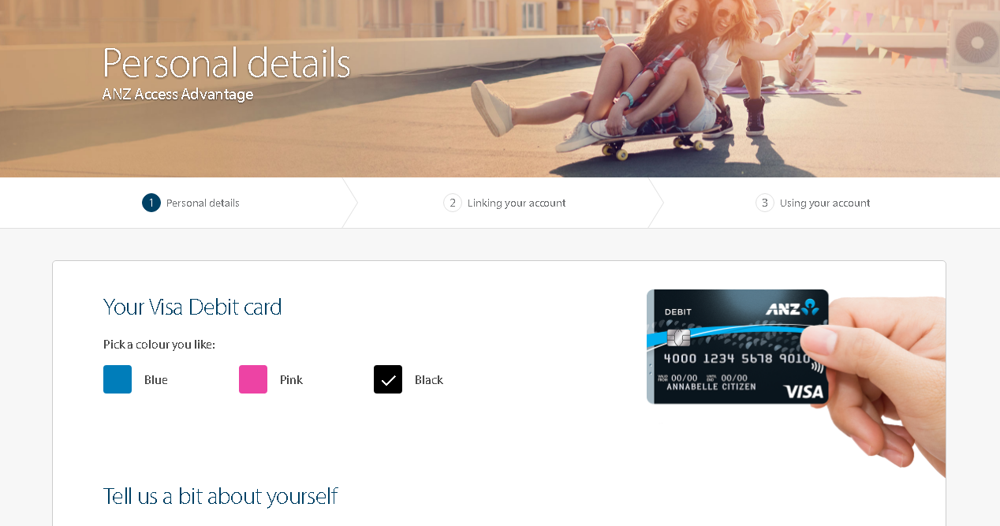 Personal details
ANZ Access Advantage
1 Personal details
2 Linking your account
3 Using your account
Your Visa Debit card
Pick a colour you like:
Blue
Pink
Black
DEBIT
ANZ
4000 1234 5678 9010
VALID FROM 00/00 UNTIL END 00/00
ANNABELLE CITIZEN
VISA
Tell us a bit about yourself